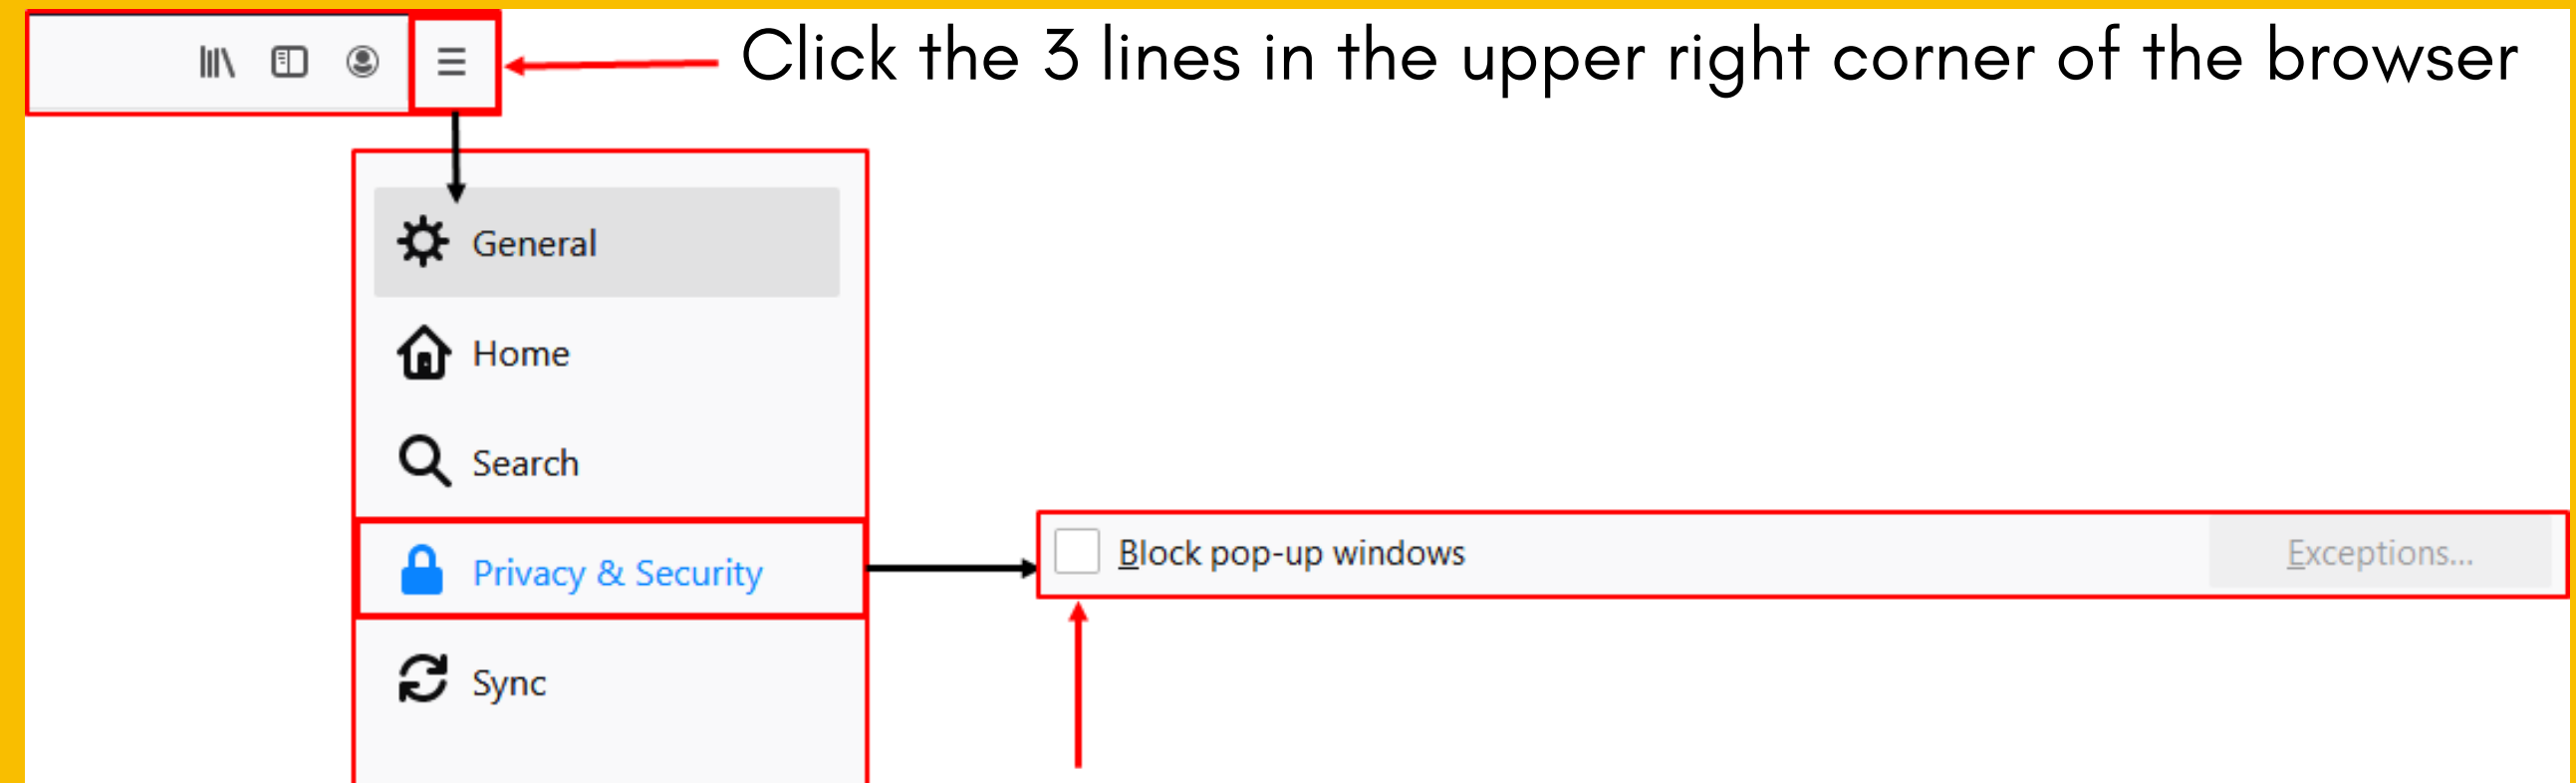 Click the 3 lines in the upper right corner of the browser
General
Home
Search
Privacy & Security
Block pop-up windows
Exceptions...
Sync